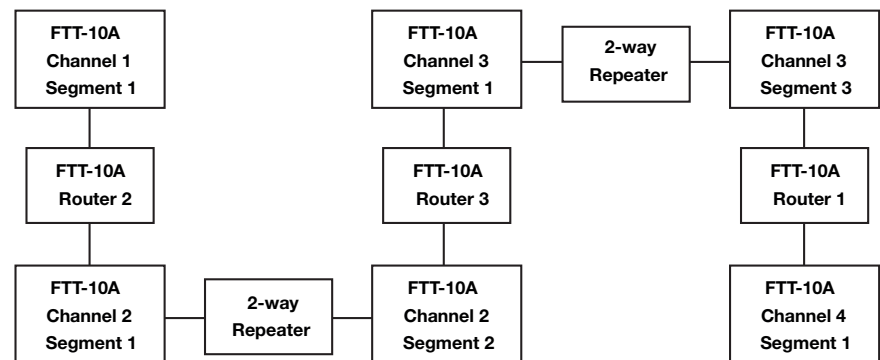 FTT-10A
Channel 1
Segment 1
FTT-10A
Channel 3
Segment 1
2-way
Repeater
FTT-10A
Channel 3
Segment 3
FTT-10A
Router 2
FTT-10A
Router 3
FTT-10A
Router 1
FTT-10A
Channel 2
Segment 1
2-way
Repeater
FTT-10A
Channel 2
Segment 2
FTT-10A
Channel 4
Segment 1